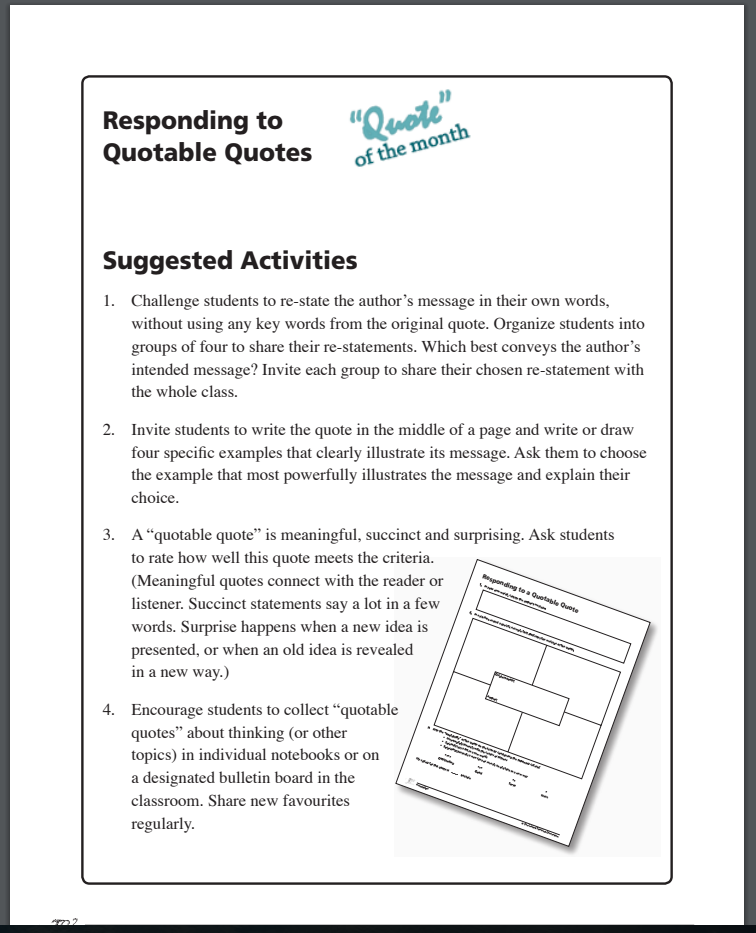 Responding to
Quotable Quotes
“Quote”
of the month
Suggested Activities
1. Challenge students to re-state the author’s message in their own words,
without using any key words from the original quote. Organize students into
groups of four to share their re-statements. Which best conveys the author’s
intended message? Invite each group to share their chosen re-statement with
the whole class.
2. Invite students to write the quote in the middle of a page and write or draw
four specific examples that clearly illustrate its message. Ask them to choose
the example that most powerfully illustrates the message and explain their
choice.
3. A “quotable quote” is meaningful, succinct and surprising. Ask students
to rate how well this quote meets the criteria.
(Meaningful quotes connect with the reader or
listener. Succinct statements say a lot in a few
words. Surprise happens when a new idea is
presented, or when an old idea is revealed
in a new way.)
4. Encourage students to collect “quotable
quotes” about thinking (or other
topics) in individual notebooks or on
a designated bulletin board in the
classroom. Share new favourites
regularly.
Responding to a Quotable Quote